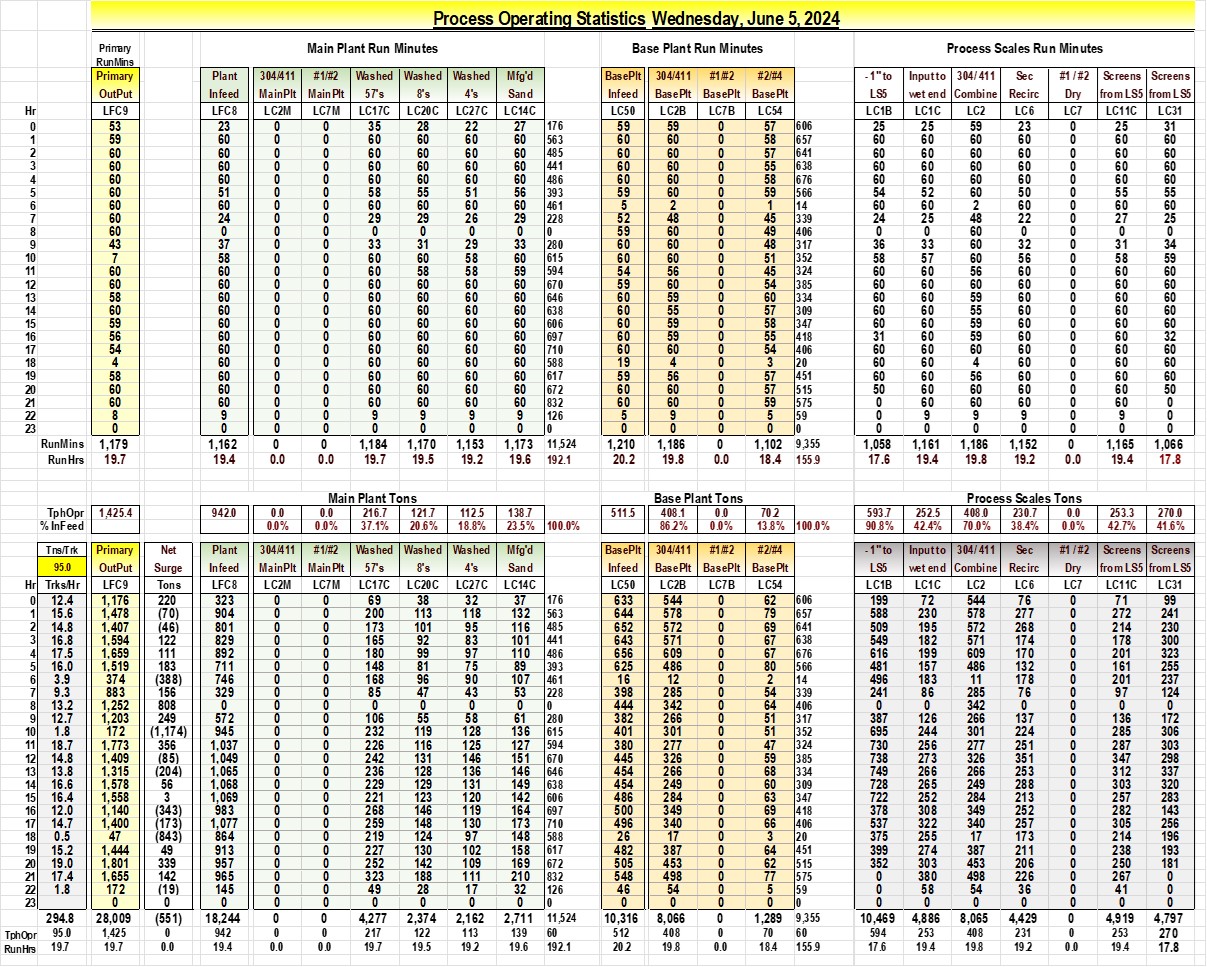 Process Operating Statistics Wednesday, June 5, 2024
Primary Main Plant Run Minutes Base Plant Run Minutes Process Scales Run Minutes
RunMins
Primary Plant 304/411 #1/#2 Washed Washed Washed Mfg'd BasePlt 304/411 #1/#2 #2/#4 - 1" to Input to 304/ 411 Sec #1 / #2 Screens Screens
OutPut Infeed MainPlt MainPlt 57's 8's 4's Sand Infeed BasePlt BasePlt BasePlt LS5 wet end Combine Recirc Dry from LS5 from LS5
Hr LFC9 LFC8 LC2M LC7M LC17C LC20C LC27C LC14C LC50 LC2B LC7B LC54 LC1B LC1C LC2 LC6 LC7 LC11C LC31
0 53 23 0 0 35 28 22 27 176 59 59 0 57 606 25 25 59 23 0 25 31
1 59 60 0 0 60 60 60 60 563 60 60 0 58 657 60 60 60 60 0 60 60
2 60 60 0 0 60 60 60 60 485 60 60 0 57 641 60 60 60 60 0 60 60
3 60 60 0 0 60 60 60 60 441 60 60 0 55 638 60 60 60 60 0 60 60
4 60 60 0 0 60 60 60 60 486 60 60 0 58 676 60 60 60 60 0 60 60
5 60 51 0 0 58 55 51 56 393 59 60 0 59 566 54 52 60 50 0 55 55
6 60 60 0 0 60 60 60 60 461 5 2 0 1 14 60 60 2 60 0 60 60
7 60 24 0 0 29 29 26 29 228 52 48 0 45 339 24 25 48 22 0 27 25
8 60 0 0 0 0 0 0 0 0 59 60 0 49 406 0 0 60 0 0 0 0
9 43 37 0 0 33 31 29 33 280 60 60 0 48 317 36 33 60 32 0 31 34
10 7 58 0 0 60 60 58 60 615 60 60 0 51 352 58 57 60 56 0 58 59
11 60 60 0 0 60 58 58 59 594 54 56 0 45 324 60 60 56 60 0 60 60
12 60 60 0 0 60 60 60 60 670 59 60 0 54 385 60 60 60 60 0 60 60
13 58 60 0 0 60 60 60 60 646 60 59 0 60 334 60 60 59 60 0 60 60
14 60 60 0 0 60 60 60 60 638 60 55 0 57 309 60 60 55 60 0 60 60
15 59 60 0 0 60 60 60 60 606 60 59 0 58 347 60 60 59 60 0 60 60
16 56 60 0 0 60 60 60 60 697 60 59 0 55 418 31 60 59 60 0 60 32
17 54 60 0 0 60 60 60 60 710 60 60 0 54 406 60 60 60 60 0 60 60
18 4 60 0 0 60 60 60 60 588 19 4 0 3 20 60 60 4 60 0 60 60
19 58 60 0 0 60 60 60 60 617 59 56 0 57 451 60 60 56 60 0 60 60
20 60 60 0 0 60 60 60 60 672 60 60 0 57 515 50 60 60 60 0 60 50
21 60 60 0 0 60 60 60 60 832 60 60 0 59 575 0 60 60 60 0 60 0
22 8 9 0 0 9 9 9 9 126 5 9 0 5 59 0 9 9 9 0 9 0
23 0 0 0 0 0 0 0 0 0 0 0 0 0 0 0 0 0 0 0 0 0
RunMins 1,179 1,162 0 0 1,184 1,170 1,153 1,173 11,524 1,210 1,186 0 1,102 9,355 1,058 1,161 1,186 1,152 0 1,165 1,066
RunHrs 19.7 19.4 0.0 0.0 19.7 19.5 19.2 19.6 192.1 20.2 19.8 0.0 18.4 155.9 17.6 19.4 19.8 19.2 0.0 19.4 17.8
Main Plant Tons Base Plant Tons Process Scales Tons
TphOpr 1,425.4 942.0 0.0 0.0 216.7 121.7 112.5 138.7 511.5 408.1 0.0 70.2 593.7 252.5 408.0 230.7 0.0 253.3 270.0
% InFeed 0.0% 0.0% 37.1% 20.6% 18.8% 23.5% 100.0% 86.2% 0.0% 13.8% 100.0% 90.8% 42.4% 70.0% 38.4% 0.0% 42.7% 41.6%
Tns/Trk Primary Net Plant 304/411 #1/#2 Washed Washed Washed Mfg'd BasePlt 304/411 #1/#2 #2/#4 - 1" to Input to 304/ 411 Sec #1 / #2 Screens Screens
95.0 OutPut Surge Infeed MainPlt MainPlt 57's 8's 4's Sand Infeed BasePlt BasePlt BasePlt LS5 wet end Combine Recirc Dry from LS5 from LS5
Hr Trks/Hr LFC9 Tons LFC8 LC2M LC7M LC17C LC20C LC27C LC14C LC50 LC2B LC7B LC54 LC1B LC1C LC2 LC6 LC7 LC11C LC31
0 12.4 1,176 220 323 0 0 69 38 32 37 176 633 544 0 62 606 199 72 544 76 0 71 99
1 15.6 1,478 (70) 904 0 0 200 113 118 132 563 644 578 0 79 657 588 230 578 277 0 272 241
2 14.8 1,407 (46) 801 0 0 173 101 95 116 485 652 572 0 69 641 509 195 572 268 0 214 230
3 16.8 1,594 122 829 0 0 165 92 83 101 441 643 571 0 67 638 549 182 571 174 0 178 300
4 17.5 1,659 111 892 0 0 180 99 97 110 486 656 609 0 67 676 616 199 609 170 0 201 323
5 16.0 1,519 183 711 0 0 148 81 75 89 393 625 486 0 80 566 481 157 486 132 0 161 255
6 3.9 374 (388) 746 0 0 168 96 90 107 461 16 12 0 2 14 496 183 11 178 0 201 237
7 9.3 883 156 329 0 0 85 47 43 53 228 398 285 0 54 339 241 86 285 76 0 97 124
8 13.2 1,252 808 0 0 0 0 0 0 0 0 444 342 0 64 406 0 0 342 0 0 0 0
9 12.7 1,203 249 572 0 0 106 55 58 61 280 382 266 0 51 317 387 126 266 137 0 136 172
10 1.8 172 (1,174) 945 0 0 232 119 128 136 615 401 301 0 51 352 695 244 301 224 0 285 306
11 18.7 1,773 356 1,037 0 0 226 116 125 127 594 380 277 0 47 324 730 256 277 251 0 287 303
12 14.8 1,409 (85) 1,049 0 0 242 131 146 151 670 445 326 0 59 385 738 273 326 351 0 347 298
13 13.8 1,315 (204) 1,065 0 0 236 128 136 146 646 454 266 0 68 334 749 266 266 253 0 312 337
14 16.6 1,578 56 1,068 0 0 229 129 131 149 638 454 249 0 60 309 728 265 249 288 0 303 320
15 16.4 1,558 3 1,069 0 0 221 123 120 142 606 486 284 0 63 347 722 252 284 213 0 257 283
16 12.0 1,140 (343) 983 0 0 268 146 119 164 697 500 349 0 69 418 378 308 349 252 0 282 143
17 14.7 1,400 (173) 1,077 0 0 259 148 130 173 710 496 340 0 66 406 537 322 340 257 0 305 256
18 0.5 47 (843) 864 0 0 219 124 97 148 588 26 17 0 3 20 375 255 17 173 0 214 196
19 15.2 1,444 49 913 0 0 227 130 102 158 617 482 387 0 64 451 399 274 387 211 0 238 193
20 19.0 1,801 339 957 0 0 252 142 109 169 672 505 453 0 62 515 352 303 453 206 0 250 181
21 17.4 1,655 142 965 0 0 323 188 111 210 832 548 498 0 77 575 0 380 498 226 0 267 0
22 1.8 172 (19) 145 0 0 49 28 17 32 126 46 54 0 5 59 0 58 54 36 0 41 0
23 0 0 0 0 0 0 0 0 0 0 0 0 0 0 0 0 0 0 0 0 0 0
294.8 28,009 (551) 18,244 0 0 4,277 2,374 2,162 2,711 11,524 10,316 8,066 0 1,289 9,355 10,469 4,886 8,065 4,429 0 4,919 4,797
TphOpr 95.0 1,425 0 942 0 0 217 122 113 139 60 512 408 0 70 60 594 253 408 231 0 253 270
RunHrs 19.7 19.7 0.0 19.4 0.0 0.0 19.7 19.5 19.2 19.6 192.1 20.2 19.8 0.0 18.4 155.9 17.6 19.4 19.8 19.2 0.0 19.4 17.8